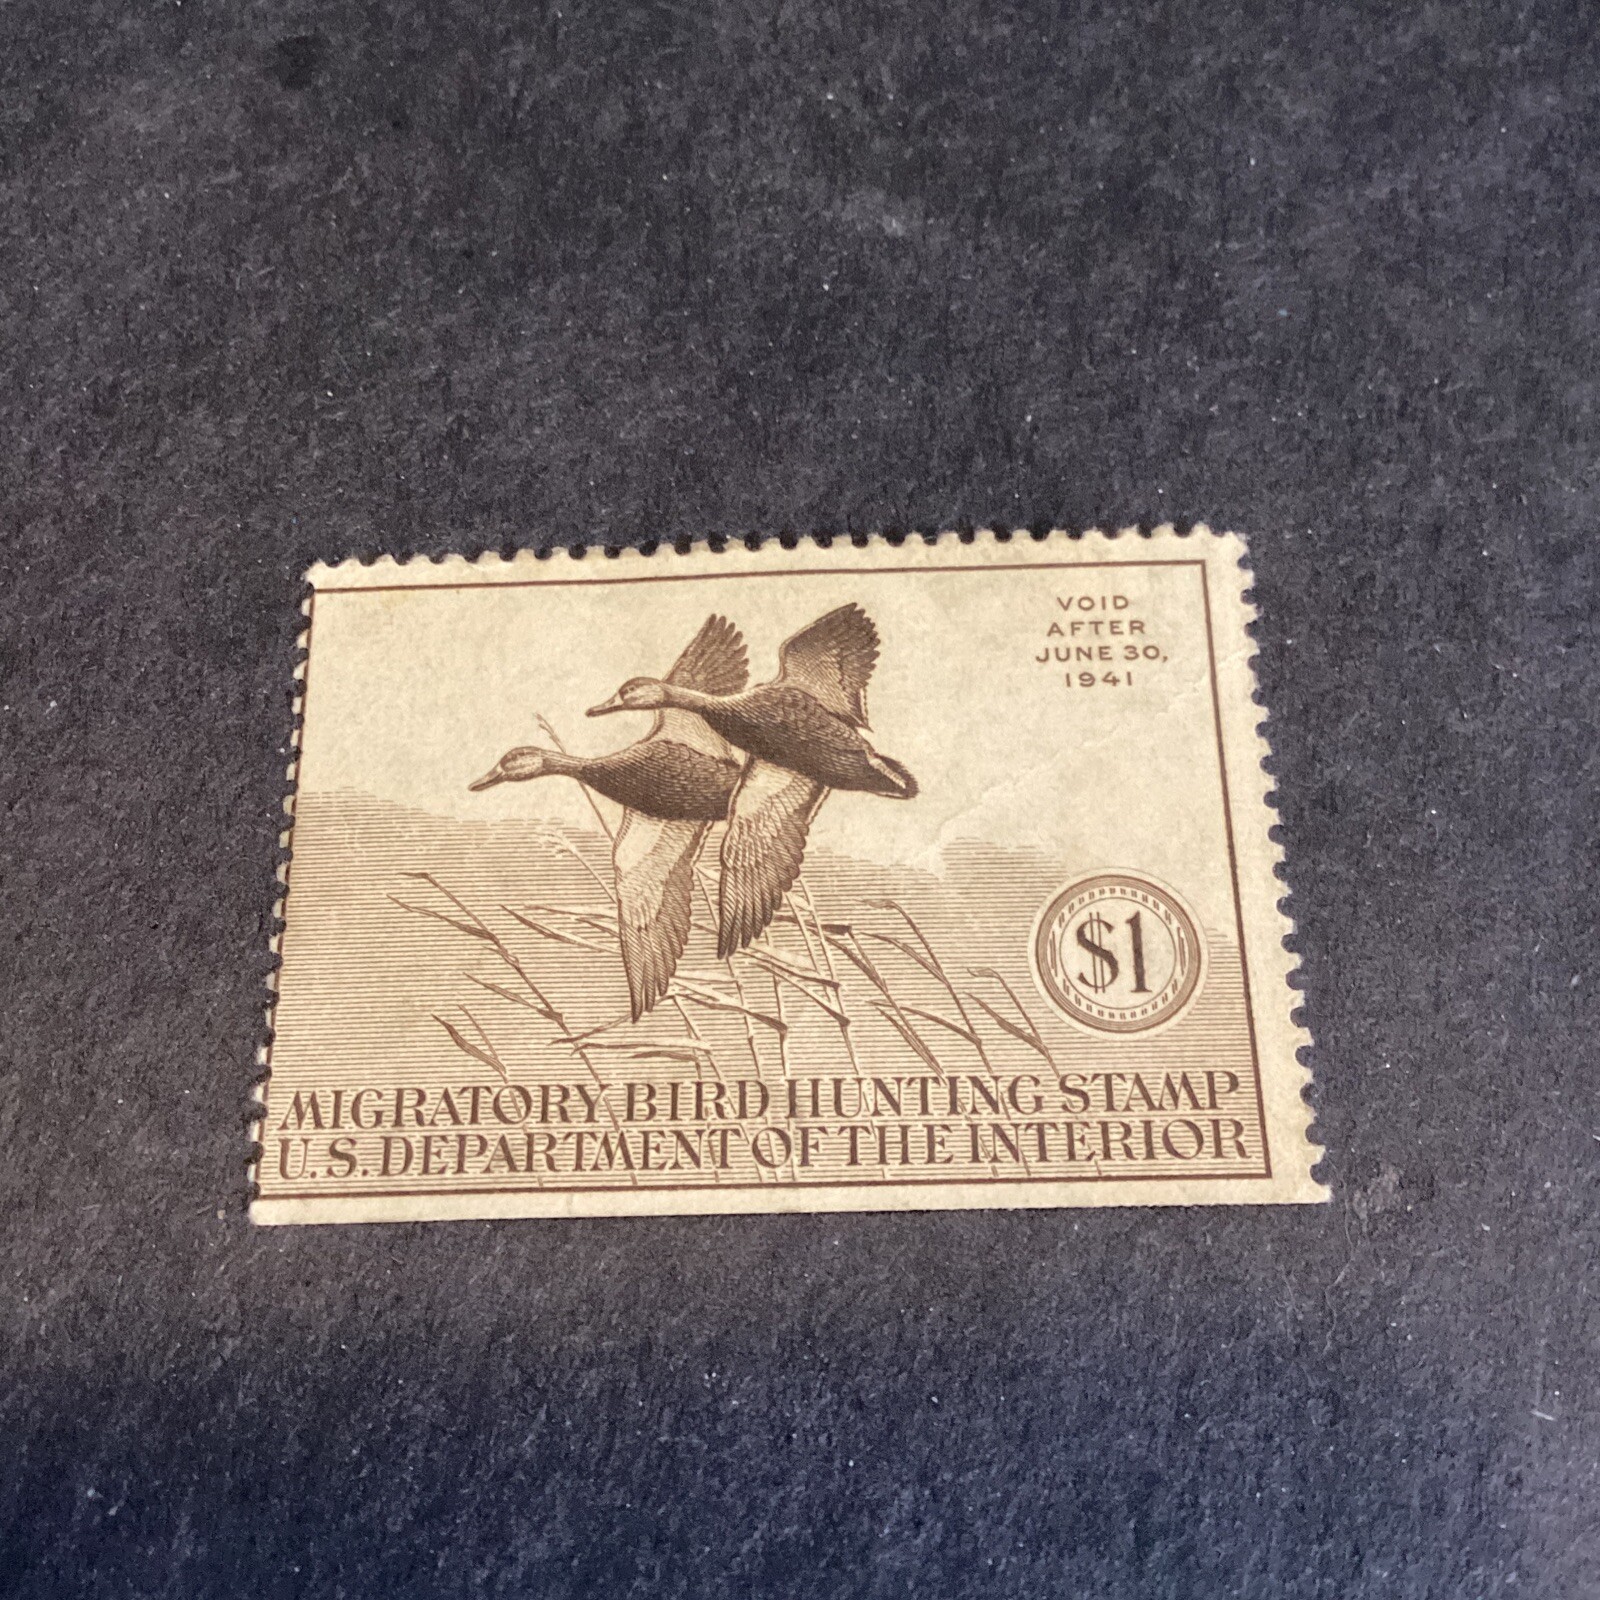 VOID
AFTER
JUNE 30,
1941
$1
MIGRATORY BIRD HUNTING STAMP
U.S. DEPARTMENT OF THE INTERIOR